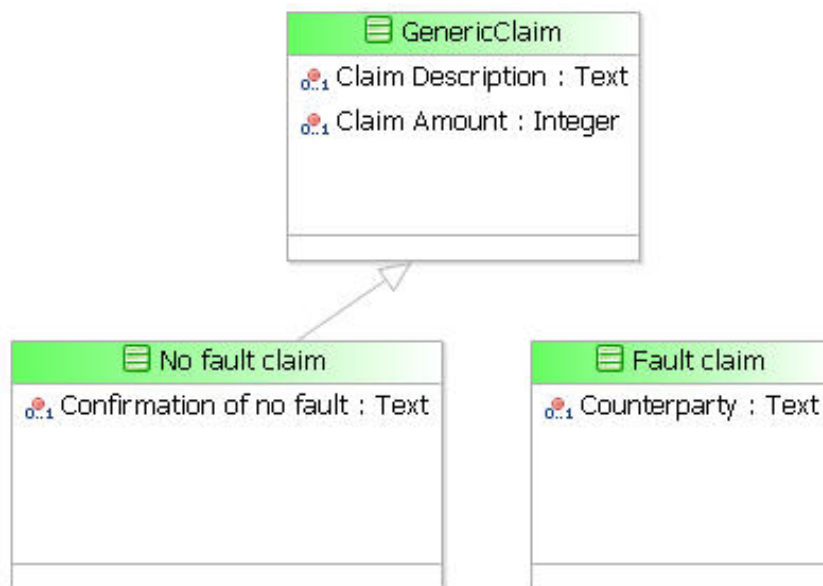 GenericClaim
0..1 Claim Description : Text
0..1 Claim Amount : Integer
No fault claim
0..1 Confirmation of no fault : Text
Fault claim
0..1 Counterparty : Text